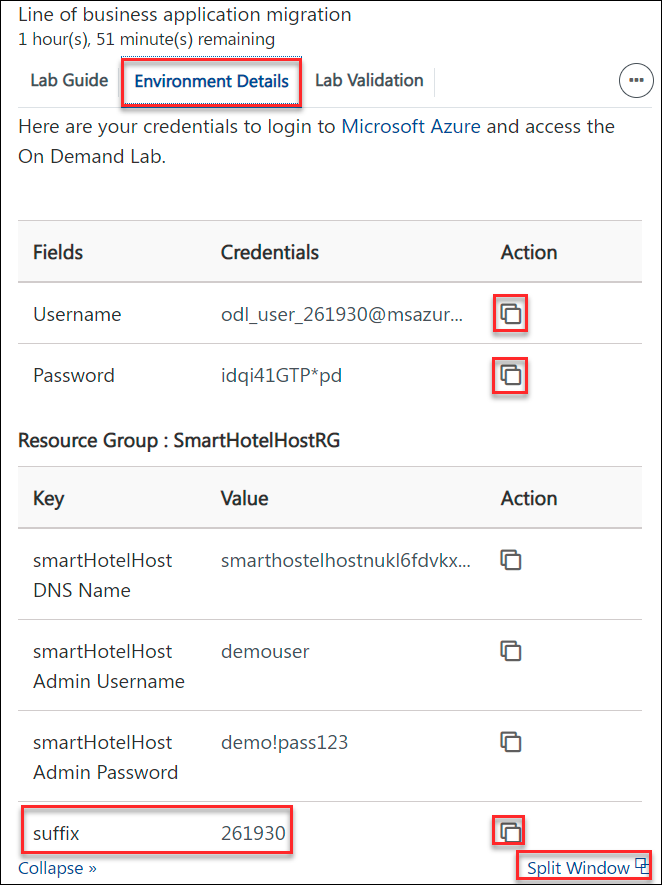 Line of business application migration
1 hour(s), 51 minute(s) remaining
Lab Guide Environment Details Lab Validation
Here are your credentials to login to Microsoft Azure and access the
On Demand Lab.
Fields Credentials Action
Username odl_user_261930@msazur...
Password idqi41GTP*pd
Resource Group : SmartHotelHostRG
Key Value Action
smartHotelHost smarthostelhostnukl6fdvkx...
DNS Name
smartHotelHost demouser
Admin Username
smartHotelHost demo!pass123
Admin Password
suffix 261930
Collapse » Split Window